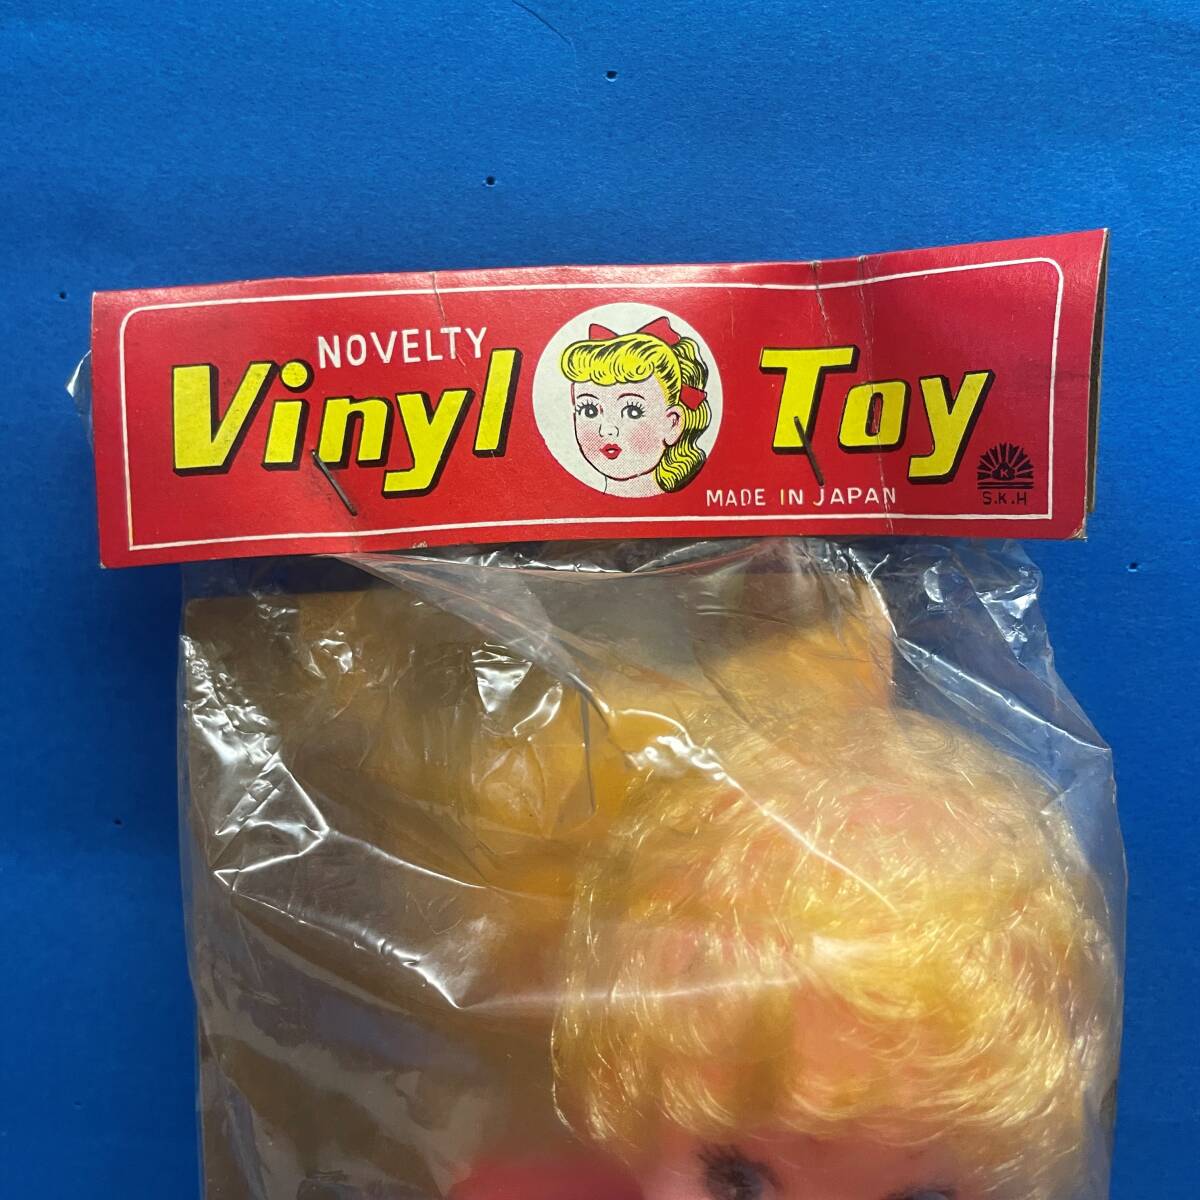 NOVELTY
Vinyl Toy
MADE IN JAPAN
K
S.K.H